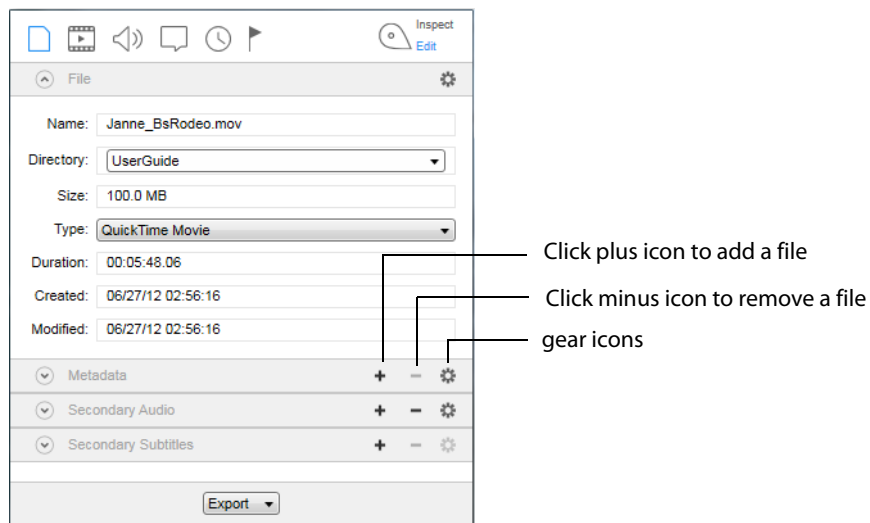 Inspect
Edit
File
Name: Janne_BsRodeo.mov
Directory: UserGuide
Size: 100.0 MB
Type: QuickTime Movie
Duration: 00:05:48.06
Created: 06/27/12 02:56:16
Modified: 06/27/12 02:56:16
Click plus icon to add a file
Click minus icon to remove a file
gear icons
Metadata
Secondary Audio
Secondary Subtitles
Export